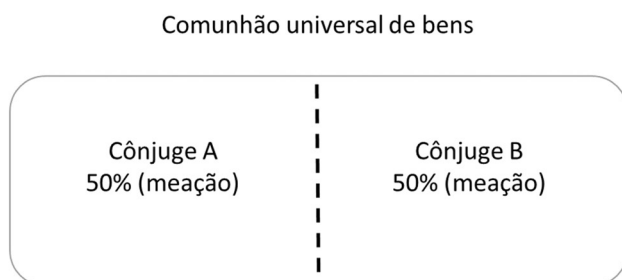 Comunhão universal de bens
Cônjuge A
50% (meação)
Cônjuge B
50% (meação)